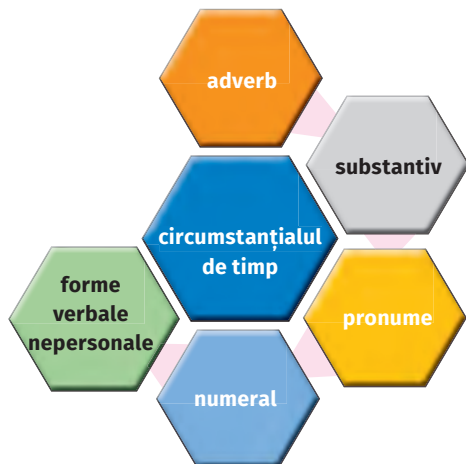 adverb
substantiv
circumstanțialul
de timp
pronume
numeral
forme
verbale
nepersonale